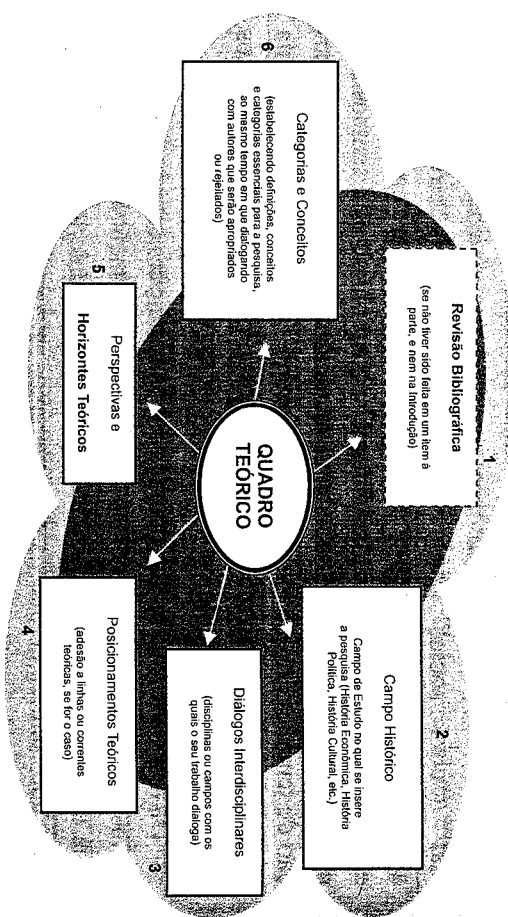 QUADRO
TEÓRICO
1
Revisão Bibliográfica
(se não tiver sido feita em um item à
parte, e nem na Introdução)
2
Campo Histórico
Campo de Estudo no qual se insere
a pesquisa (História Econômica, História
Política, História Cultural, etc.)
3
Diálogos Interdisciplinares
(disciplinas ou campos com os
quais o seu trabalho dialoga)
4
Posicionamentos Teóricos
(adesão a linhas ou correntes
teóricas, se for o caso)
5
Perspectivas e
Horizontes Teóricos
6
Categorias e Conceitos
(estabelecendo definições, conceitos
e categorias essenciais para a pesquisa,
ao mesmo tempo em que dialogando
com autores que serão apropriados
ou rejeitados)